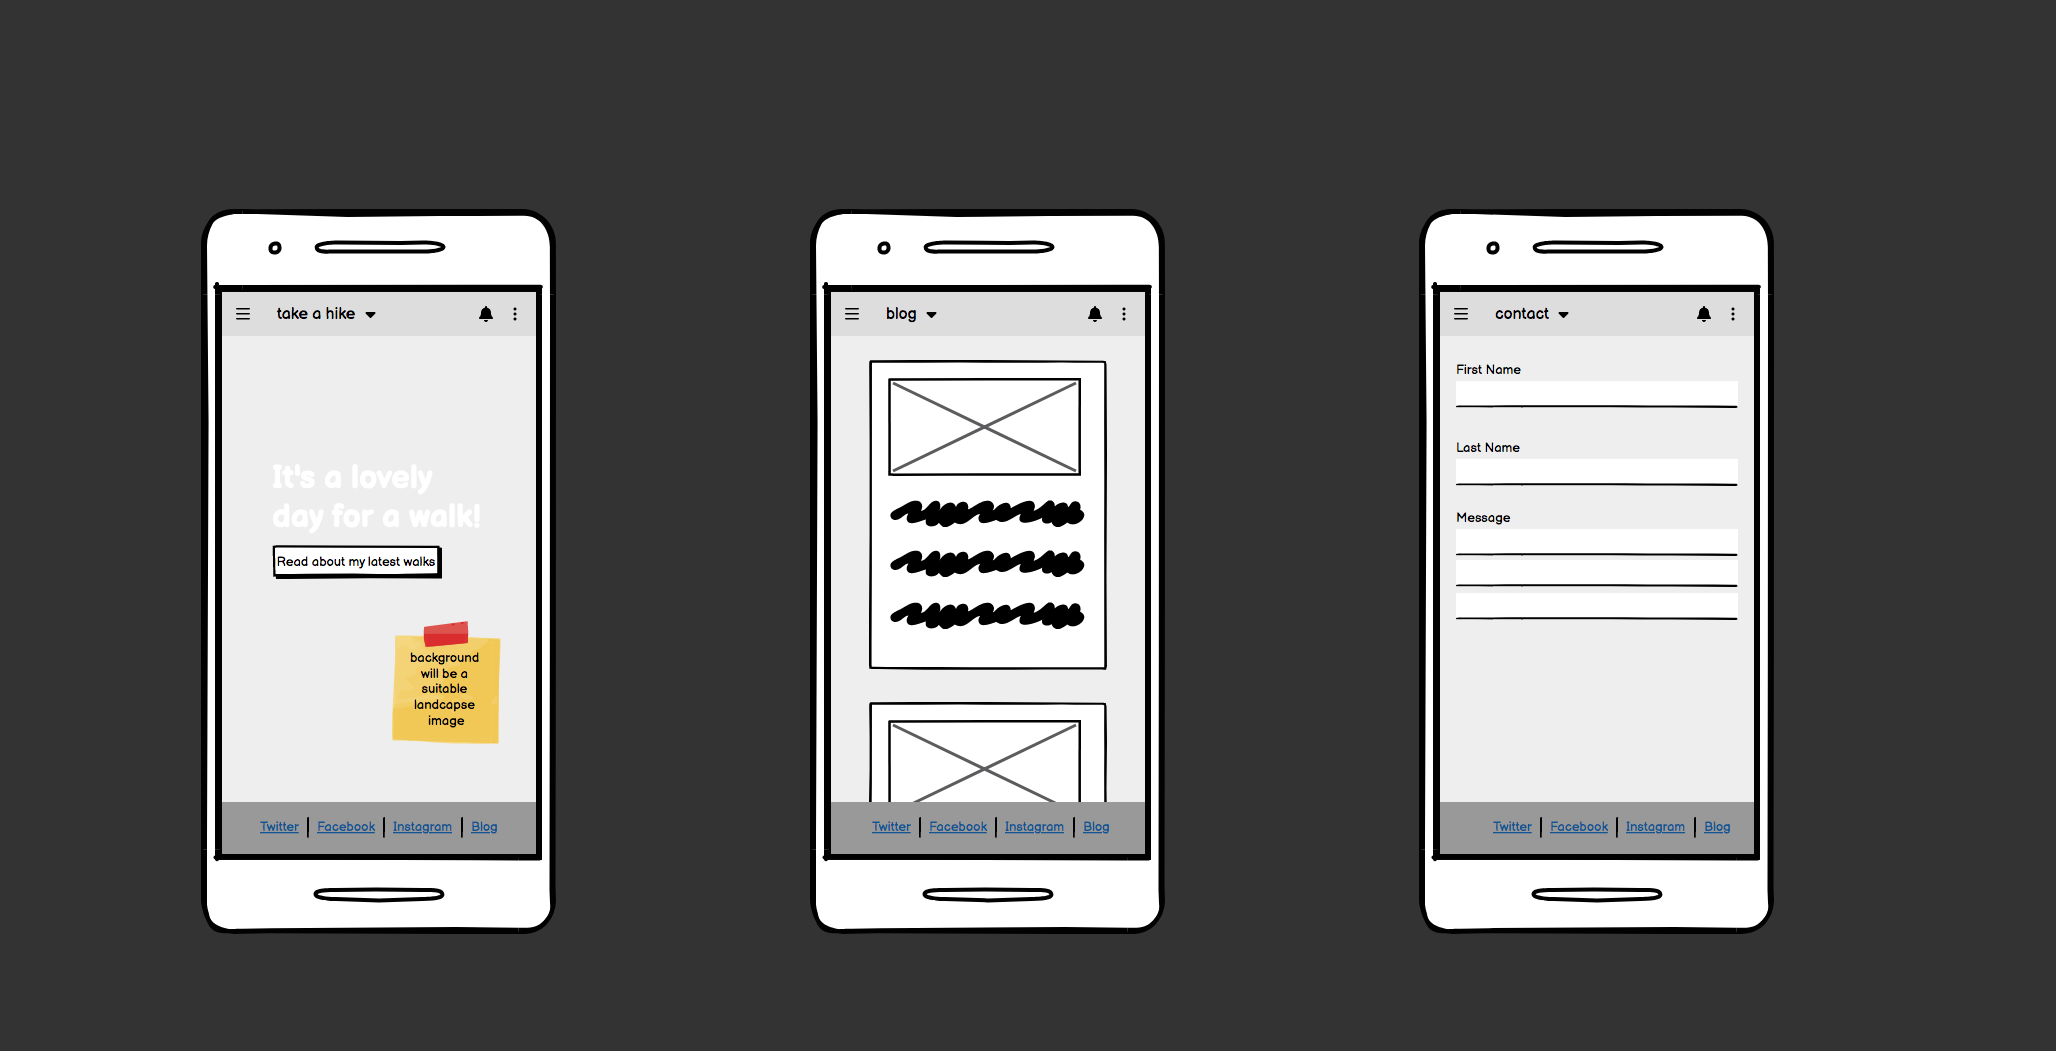 take a hike
It's a lovely
day for a walk!
Read about my latest walks
background
will be a
suitable
landcapse
image
Twitter | Facebook | Instagram | Blog
blog
Twitter | Facebook | Instagram | Blog
contact
First Name
Last Name
Message
Twitter | Facebook | Instagram | Blog